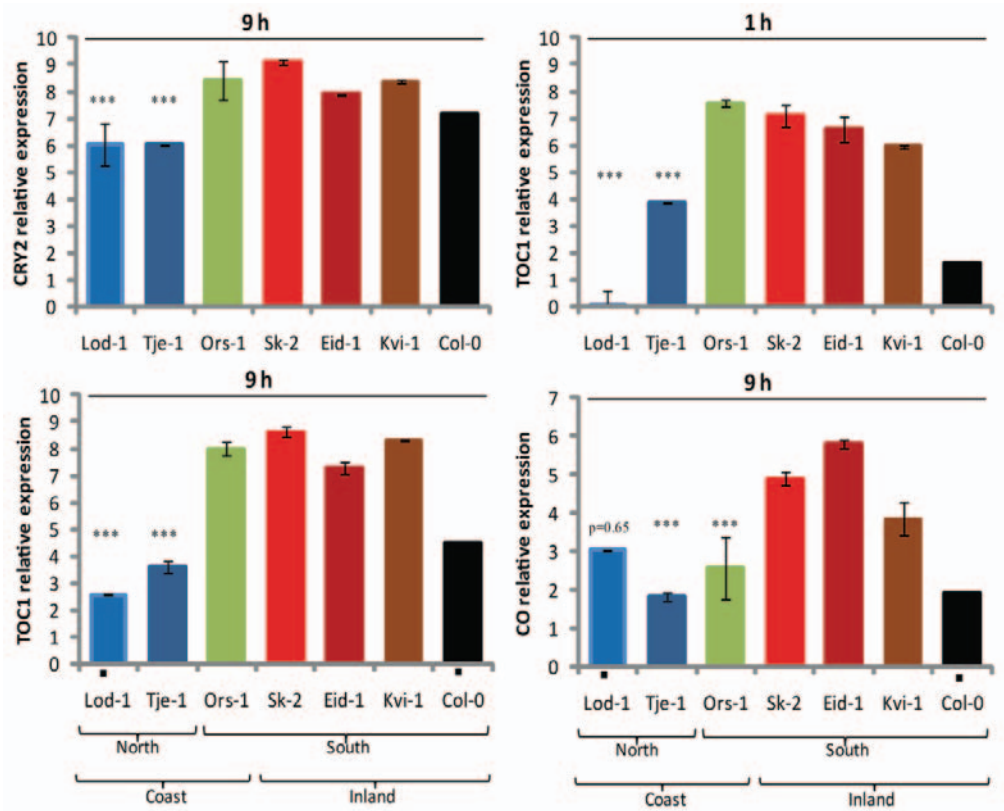 9h
CRY2 relative expression
10
9
8
7
6
5
4
3
2
1
0
***
***
Lod-1 Tje-1 Ors-1 Sk-2 Eid-1 Kvi-1 Col-0
1h
TOC1 relative expression
10
9
8
7
6
5
4
3
2
1
0
***
***
Lod-1 Tje-1 Ors-1 Sk-2 Eid-1 Kvi-1 Col-0
9h
TOC1 relative expression
10
9
8
7
6
5
4
3
2
1
0
***
***
Lod-1 Tje-1 Ors-1 Sk-2 Eid-1 Kvi-1 Col-0
North South
Coast Inland
9h
CO relative expression
7
6
5
4
3
2
1
0
p=0.65
***
***
Lod-1 Tje-1 Ors-1 Sk-2 Eid-1 Kvi-1 Col-0
North South
Coast Inland